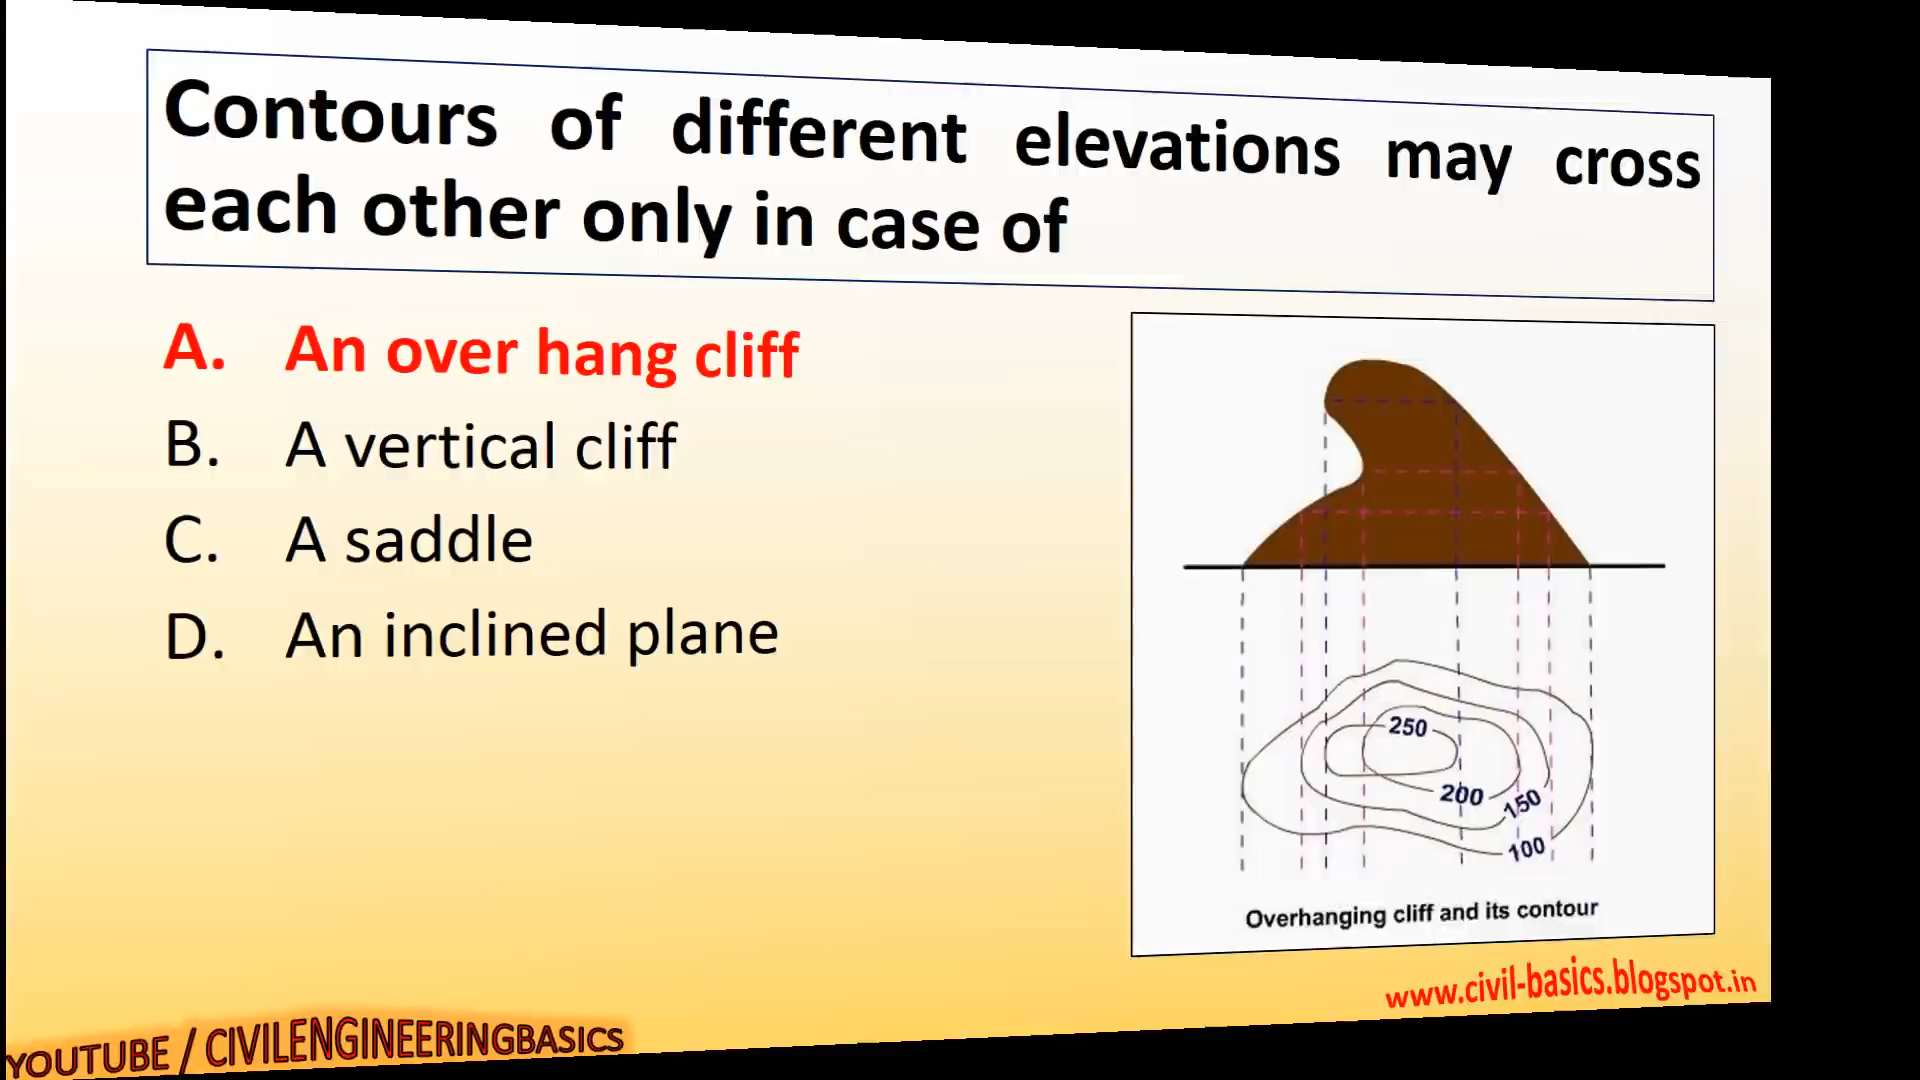 Contours of different elevations may cross
each other only in case of
A. An over hang cliff
B. A vertical cliff
C. A saddle
D. An inclined plane
250
200
150
100
Overhanging cliff and its contour
www.civil-basics.blogspot.in
YOUTUBE / CIVILENGINEERINGBASICS